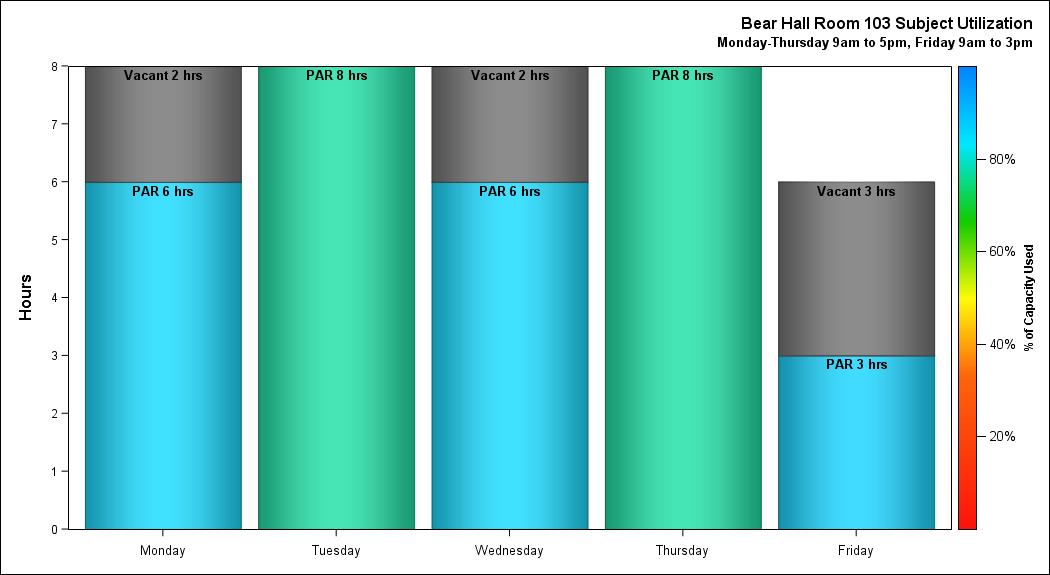 Bear Hall Room 103 Subject Utilization
Monday-Thursday 9am to 5pm, Friday 9am to 3pm
Hours
8
7
6
5
4
3
2
1
0
Vacant 2 hrs
PAR 6 hrs
PAR 8 hrs
Vacant 2 hrs
PAR 6 hrs
PAR 8 hrs
Vacant 3 hrs
PAR 3 hrs
Monday
Tuesday
Wednesday
Thursday
Friday
80%
60%
40%
20%
% of Capacity Used